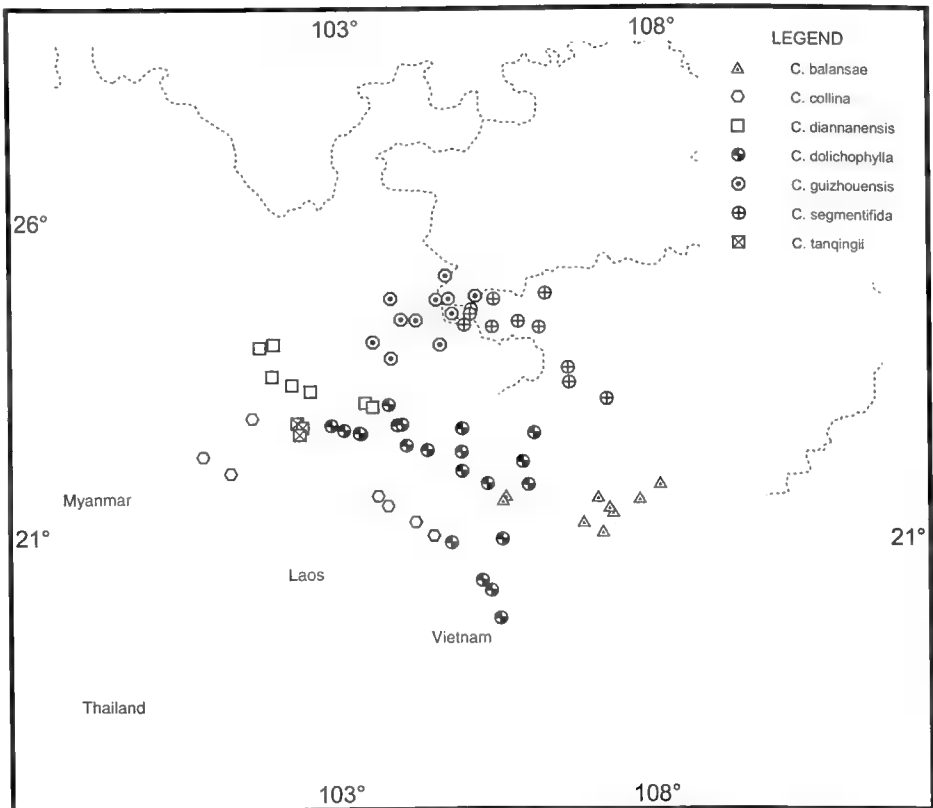 103° 108°
LEGEND
C. balansae
C. collina
C. diannanensis
C. dolichophylla
C. guizhouensis
C. segmentifida
C. tanqingii
26°
Myanmar
21° 21°
Laos
Vietnam
Thailand
103° 108°